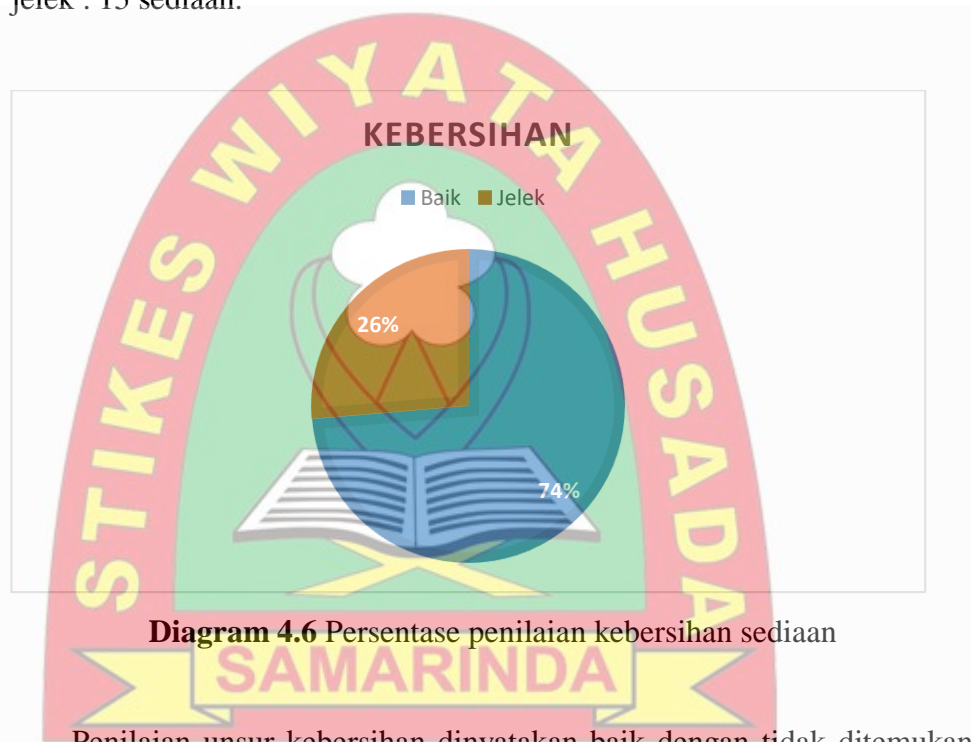 jelek : 15 sediaan.
STIKES WIYATA HUSADA
KEBERSIHAN
Baik Jelek
26%
74%
Diagram 4.6 Persentase penilaian kebersihan sediaan
SAMARINDA
Penilaian unsur kebersihan dinyatakan baik dengan tidak ditemukan